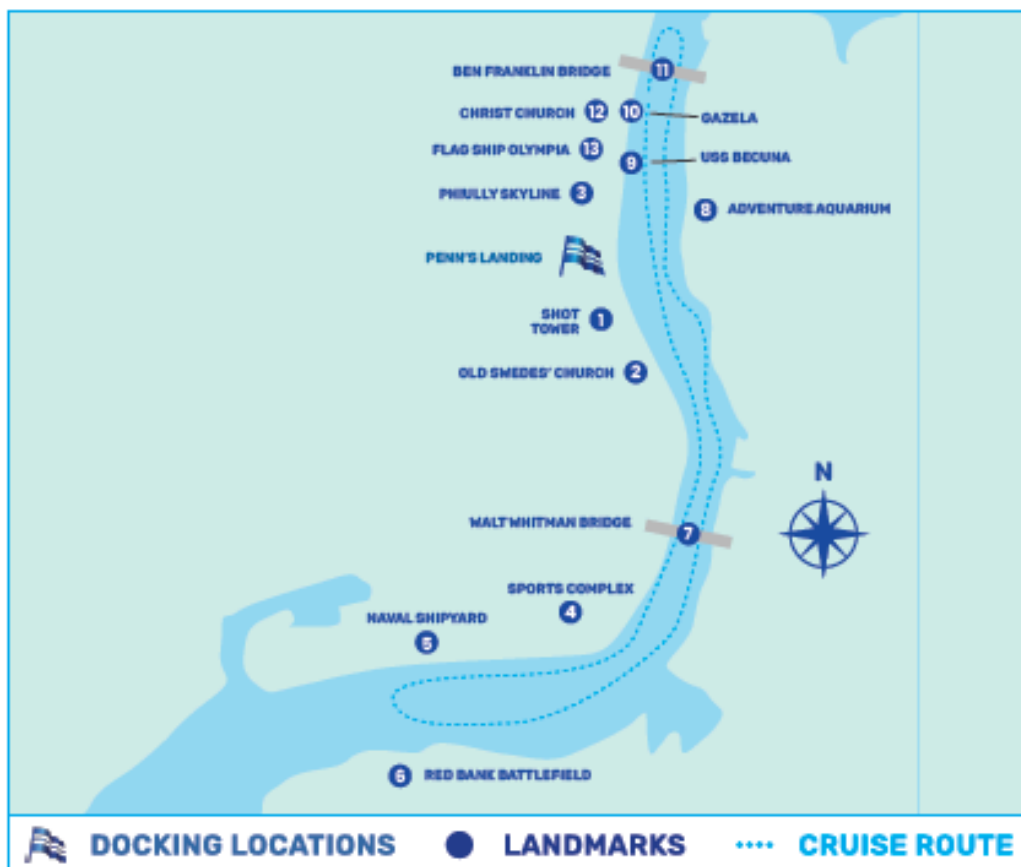 BEN FRANKLIN BRIDGE
11
CHRIST CHURCH 12 10 GAZELA
FLAG SHIP OLYMPIA 13
9 USS BECUNA
PHIULLY SKYLINE 3
8 ADVENTURE AQUARIUM
PENN'S LANDING
SHOT
TOWER
1
OLD SWEDES' CHURCH 2
N
WALT WHITMAN BRIDGE 7
SPORTS COMPLEX
4
NAVAL SHIPYARD
5
6 RED BANK BATTLEFIELD
DOCKING LOCATIONS LANDMARKS CRUISE ROUTE